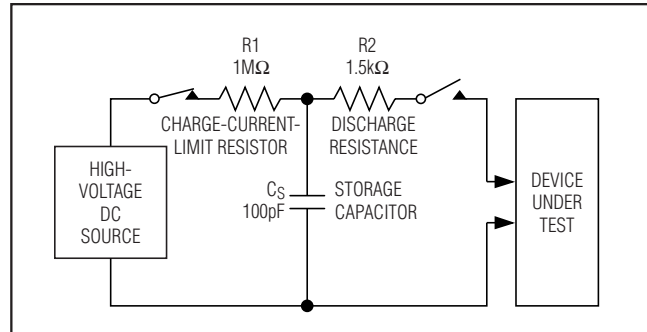 R1
1MΩ
R2
1.5kΩ
CHARGE-CURRENT-
LIMIT RESISTOR
DISCHARGE
RESISTANCE
HIGH-
VOLTAGE
DC
SOURCE
CS
100pF
STORAGE
CAPACITOR
DEVICE
UNDER
TEST